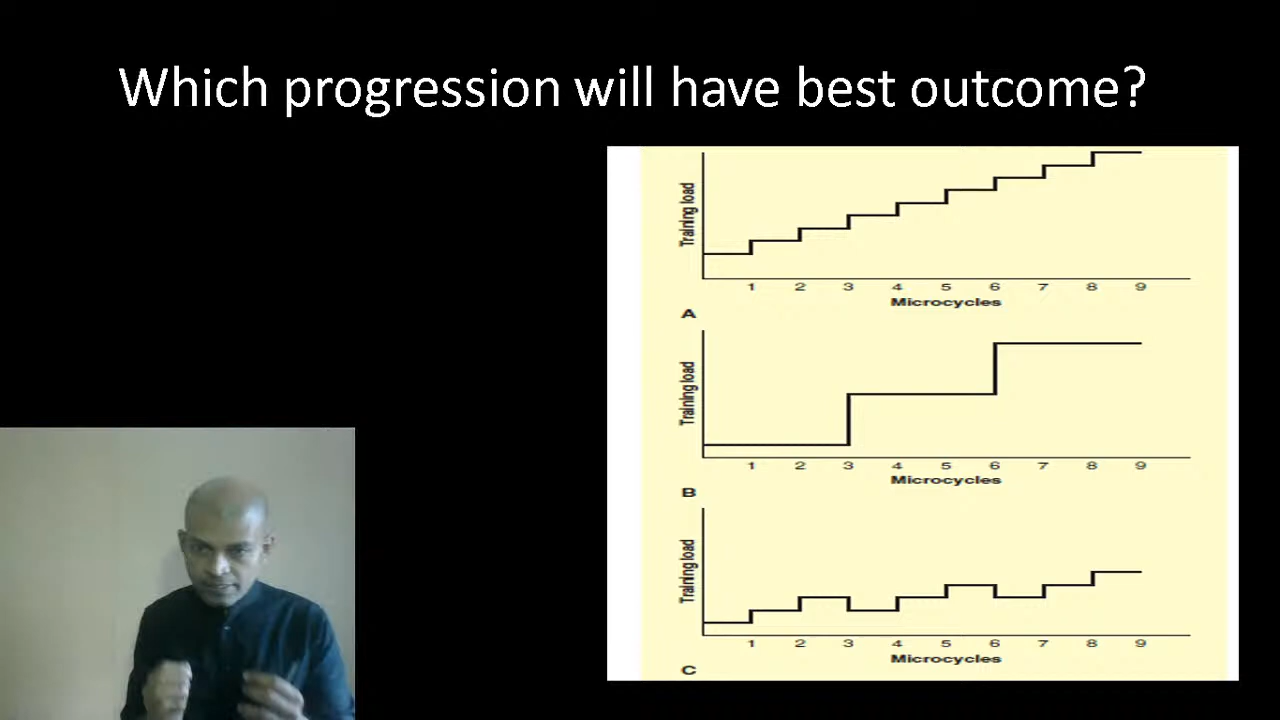 Which progression will have best outcome?
Training load
1 2 3 4 5 6 7 8 9
Microcycles
A
Training load
1 2 3 4 5 6 7 8 9
Microcycles
B
Training load
1 2 3 4 5 6 7 8 9
Microcycles
C